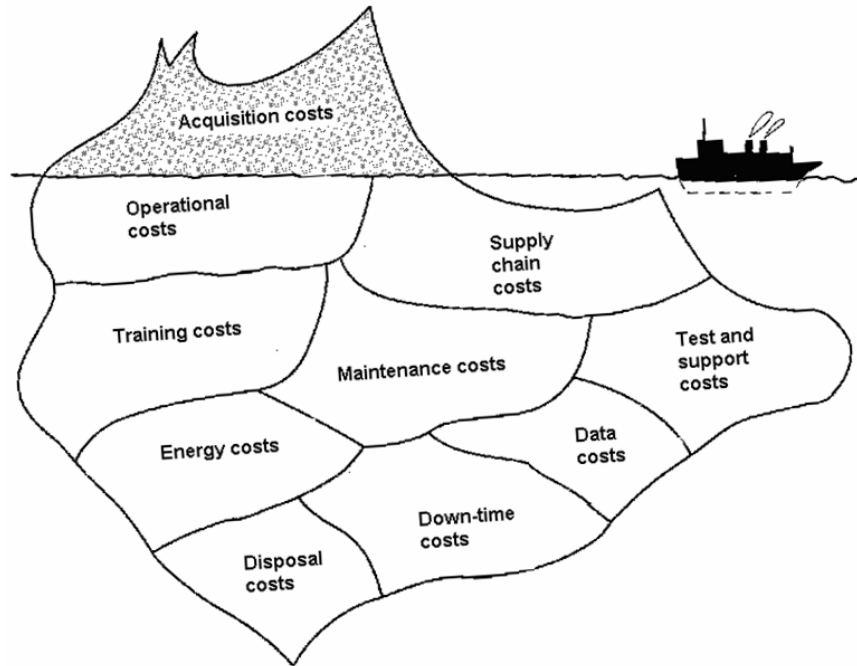 Acquisition costs
Operational
costs
Supply
chain
costs
Training costs
Maintenance costs
Test and
support
costs
Energy costs
Data
costs
Down-time
costs
Disposal
costs